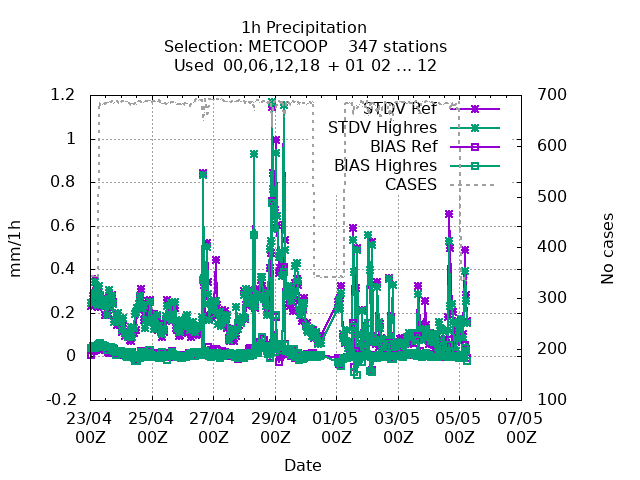 1h Precipitation
Selection: METCOOP 347 stations
Used 00,06,12,18 + 01 02 ... 12
1.2
1
0.8
0.6
0.4
0.2
0
-0.2
700
600
500
400
300
200
100
STDV Ref
STDV Highres
BIAS Ref
BIAS Highres
CASES
mm/1h
No cases
23/04 25/04 27/04 29/04 01/05 03/05 05/05 07/05
00Z 00Z 00Z 00Z 00Z 00Z 00Z 00Z
Date